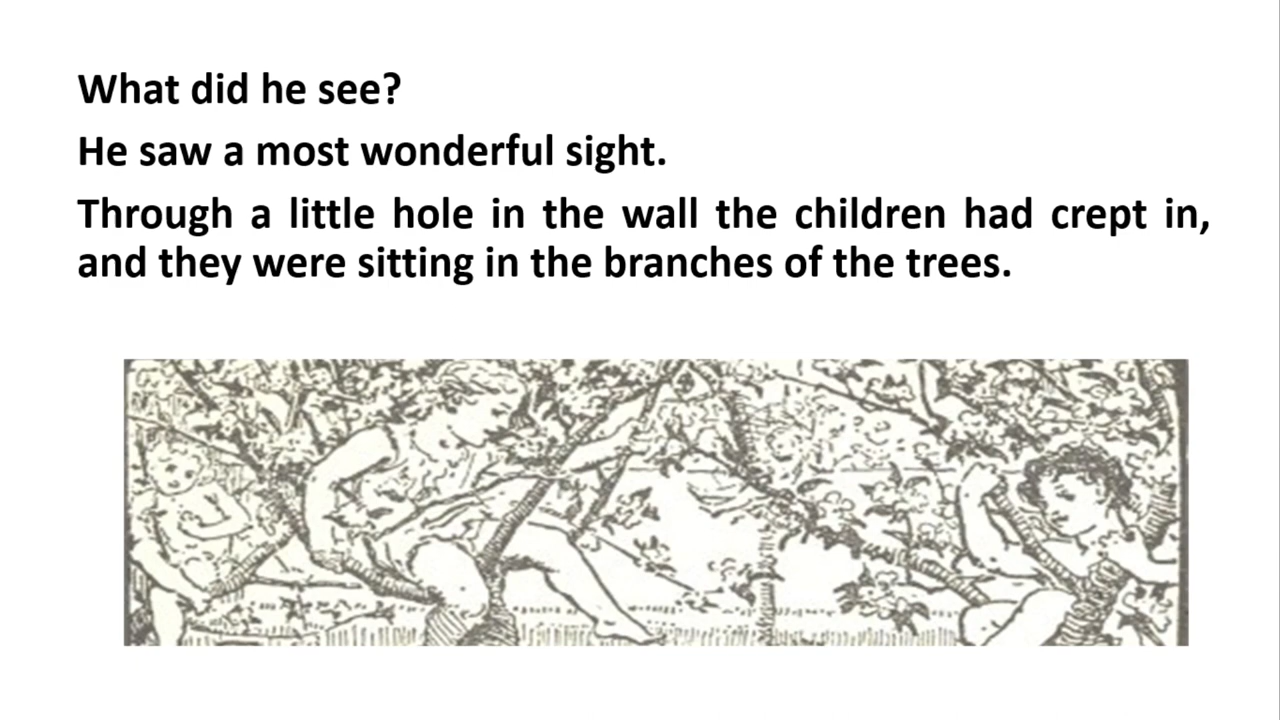 What did he see?
He saw a most wonderful sight.
Through a little hole in the wall the children had crept in,
and they were sitting in the branches of the trees.